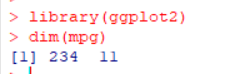 > library(ggplot2)
> dim(mpg)
[1] 234  11
>